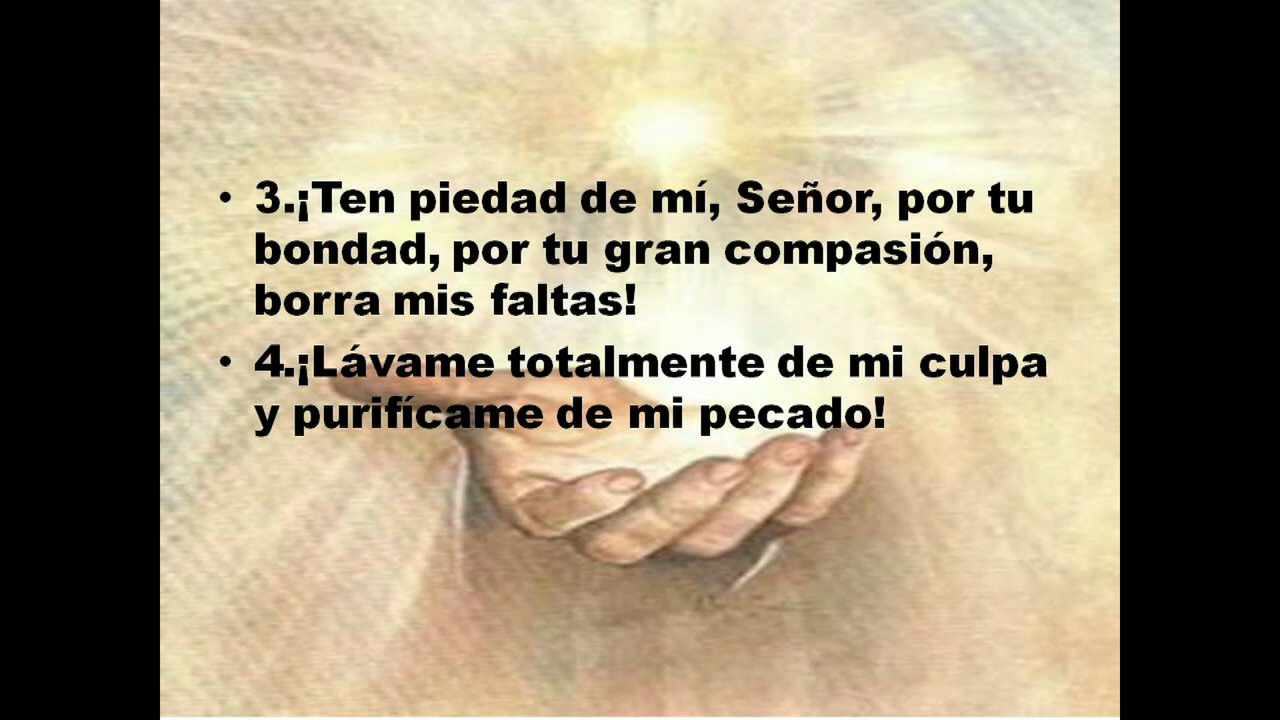 • 3.¡Ten piedad de mí, Señor, por tu
bondad, por tu gran compasión,
borra mis faltas!
• 4.¡Lávame totalmente de mi culpa
y purifícame de mi pecado!